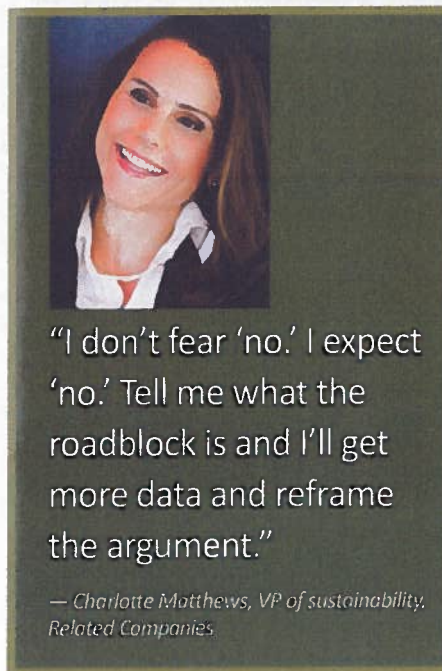 “I don’t fear ‘no.’ I expect
‘no.’ Tell me what the
roadblock is and I’ll get
more data and reframe
the argument.”
— Charlotte Matthews, VP of sustainability,
Related Companies